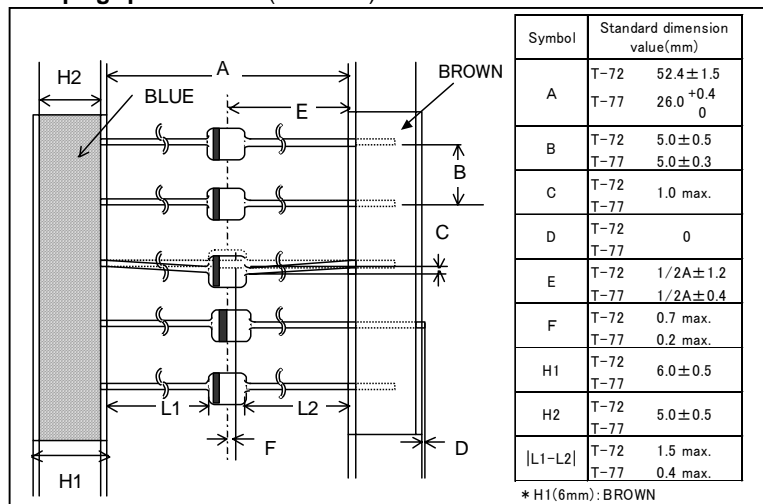 A
H2
BROWN
BLUE
E
B
C
L1
L2
F
D
H1
Symbol Standard dimension value(mm)
A T-72 52.4±1.5
T-77 26.0 +0.4 0
B T-72 5.0±0.5
T-77 5.0±0.3
C T-72 1.0 max.
T-77
D T-72 0
T-77
E T-72 1/2A±1.2
T-77 1/2A±0.4
F T-72 0.7 max.
T-77 0.2 max.
H1 T-72 6.0±0.5
T-77
H2 T-72 5.0±0.5
T-77
|L1-L2| T-72 1.5 max.
T-77 0.4 max.
*H1(6mm):BROWN